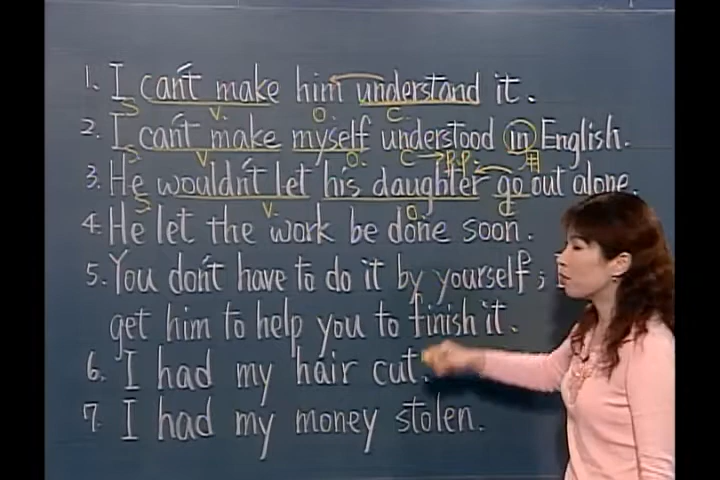 1. I can't make him understand it.
S V. O. C.
2. I can't make myself understood in English.
S V. O. C → p.p. 用
3. He wouldn't let his daughter go out alone.
S V. O. C
4. He let the work be done soon.
5. You don't have to do it by yourself;
get him to help you to finish it.
6. I had my hair cut.
7. I had my money stolen.